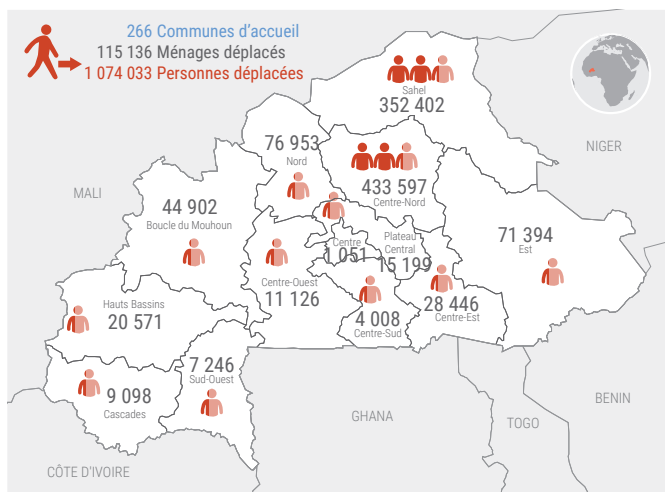 266 Communes d'accueil
115 136 Ménages déplacés
1 074 033 Personnes déplacées
Sahel
352 402
NIGER
76 953
Nord
433 597
Centre-Nord
MALI
44 902
Boucle du Mouhoun
71 394
Est
Centre
1 051
Plateau
Central
15 199
Centre-Ouest
11 126
28 446
Centre-Est
Hauts Bassins
20 571
4 008
Centre-Sud
7 246
Sud-Ouest
9 098
Cascades
BENIN
GHANA
TOGO
CÔTE D'IVOIRE